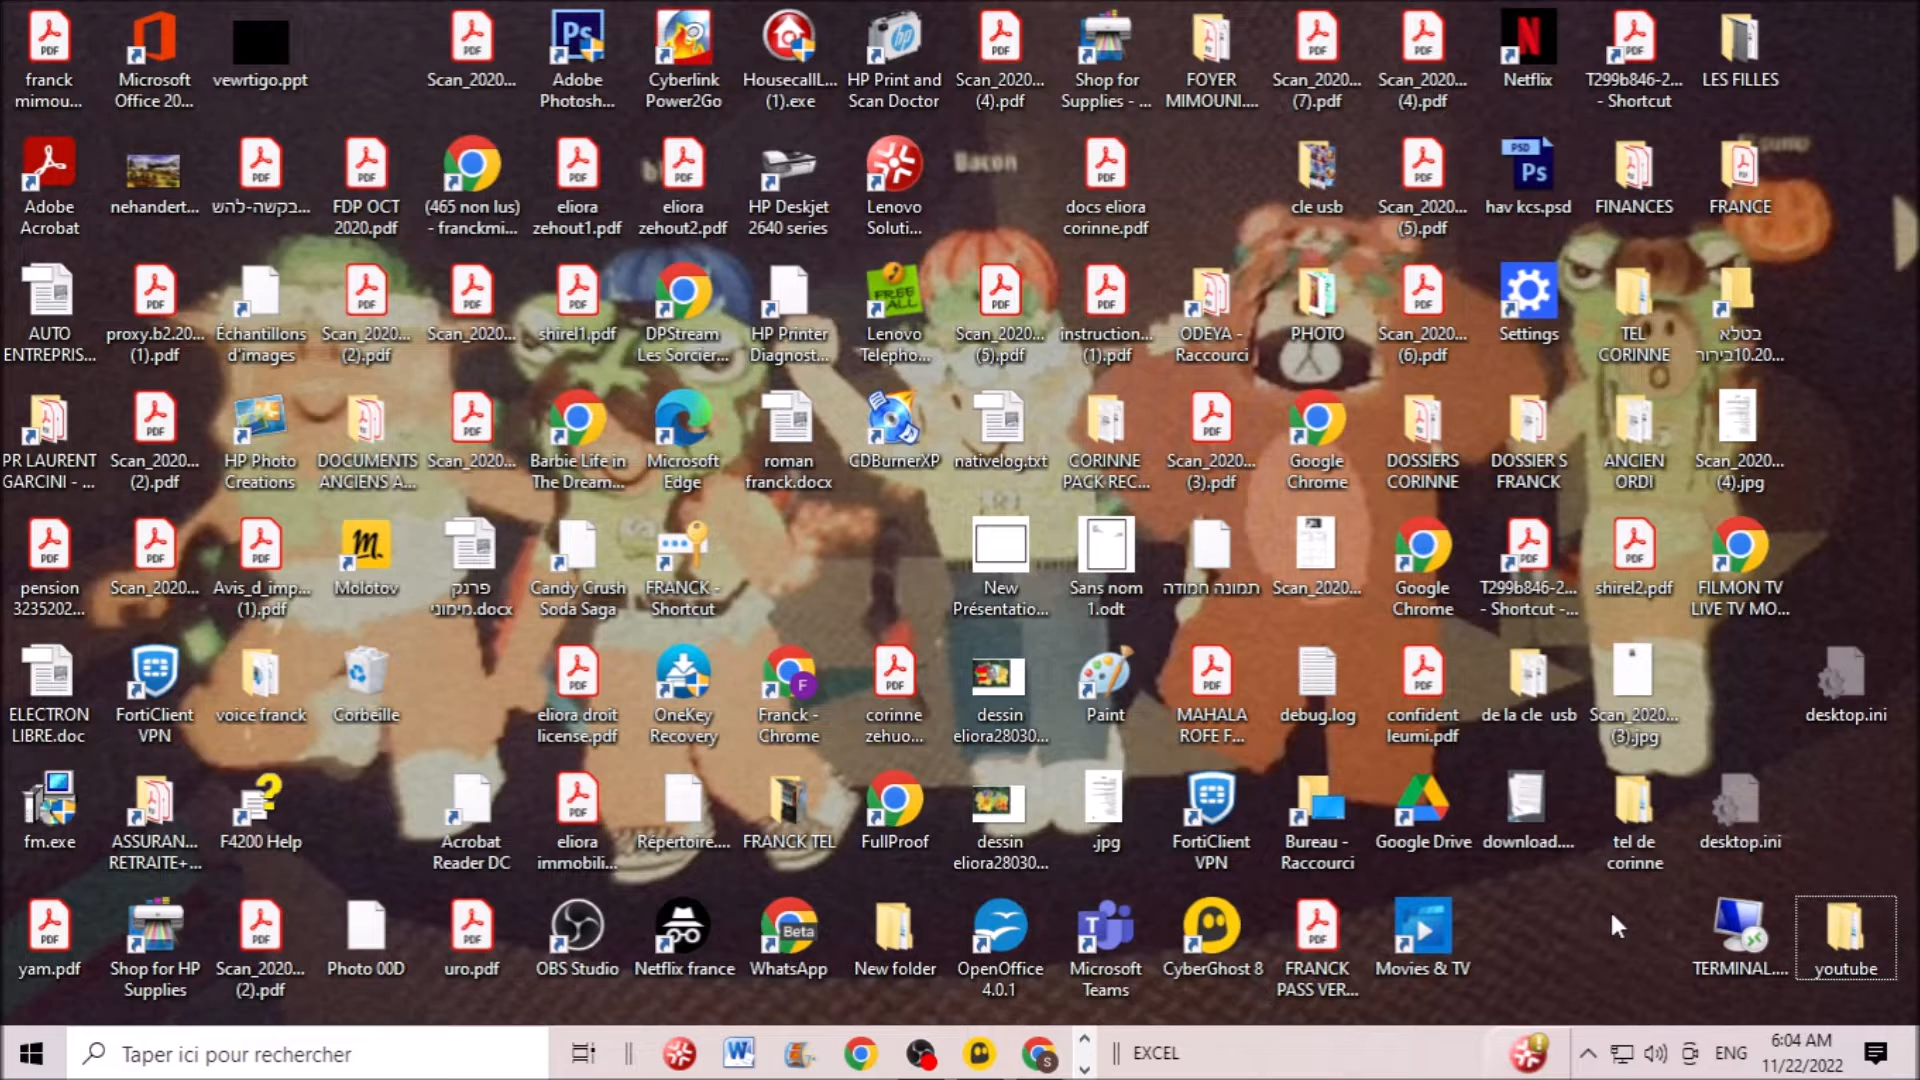 franck
mimou...
Microsoft
Office 20...
vewrtigo.ppt
Scan_2020...
Adobe
Photosh...
Cyberlink
Power2Go
HousecallL...
(1).exe
HP Print and
Scan Doctor
Scan_2020...
(4).pdf
Shop for
Supplies - ...
FOYER
MIMOUNI....
Scan_2020...
(7).pdf
Scan_2020...
(4).pdf
Netflix
T299b846-2...
- Shortcut
LES FILLES
Adobe
Acrobat
nehandert...
בקשה-להש...
FDP OCT
2020.pdf
(465 non lus)
- franckmi...
eliora
zehout1.pdf
eliora
zehout2.pdf
HP Deskjet
2640 series
Lenovo
Soluti...
Bacon
docs eliora
corinne.pdf
cle usb
Scan_2020...
(5).pdf
hav kcs.psd
FINANCES
FRANCE
AUTO
ENTREPRIS...
proxy.b2.20...
(1).pdf
Échantillons
d'images
Scan_2020...
(2).pdf
Scan_2020...
shirel1.pdf
DPStream
Les Sorcier...
HP Printer
Diagnost...
FREE
ALL
Lenovo
Telepho...
Scan_2020...
(5).pdf
instruction...
(1).pdf
ODEYA -
Raccourci
PHOTO
Scan_2020...
(6).pdf
Settings
TEL
CORINNE
בטלא
בירור10.20...
PR LAURENT
GARCINI - ...
Scan_2020...
(2).pdf
HP Photo
Creations
DOCUMENTS
ANCIENS A...
Scan_2020...
Barbie Life in
The Dream...
Microsoft
Edge
roman
franck.docx
CDBurnerXP
nativelog.txt
CORINNE
PACK REC...
Scan_2020...
(3).pdf
Google
Chrome
DOSSIERS
CORINNE
DOSSIER S
FRANCK
ANCIEN
ORDI
Scan_2020...
(4).jpg
pension
3235202...
Scan_2020...
Avis_d_imp...
(1).pdf
Molotov
פרנק
מימוני.docx
Candy Crush
Soda Saga
FRANCK -
Shortcut
New
Présentatio...
Sans nom
1.odt
תמונה חמודה
Scan_2020...
Google
Chrome
T299b846-2...
- Shortcut -...
shirel2.pdf
FILMON TV
LIVE TV MO...
ELECTRON
LIBRE.doc
FortiClient
VPN
voice franck
Corbeille
eliora droit
license.pdf
OneKey
Recovery
Franck -
Chrome
corinne
zehuo...
dessin
eliora28030...
Paint
MAHALA
ROFE F...
debug.log
confident
leumi.pdf
de la cle usb
Scan_2020...
(3).jpg
desktop.ini
fm.exe
ASSURAN...
RETRAITE+...
F4200 Help
Acrobat
Reader DC
eliora
immobili...
Répertoire....
FRANCK TEL
FullProof
dessin
eliora28030...
.jpg
FortiClient
VPN
Bureau -
Raccourci
Google Drive
download....
tel de
corinne
desktop.ini
yam.pdf
Shop for HP
Supplies
Scan_2020...
(2).pdf
Photo 00D
uro.pdf
OBS Studio
Netflix france
Beta
WhatsApp
New folder
OpenOffice
4.0.1
Microsoft
Teams
CyberGhost 8
FRANCK
PASS VER...
Movies & TV
TERMINAL....
youtube
Taper ici pour rechercher
EXCEL
ENG
6:04 AM
11/22/2022